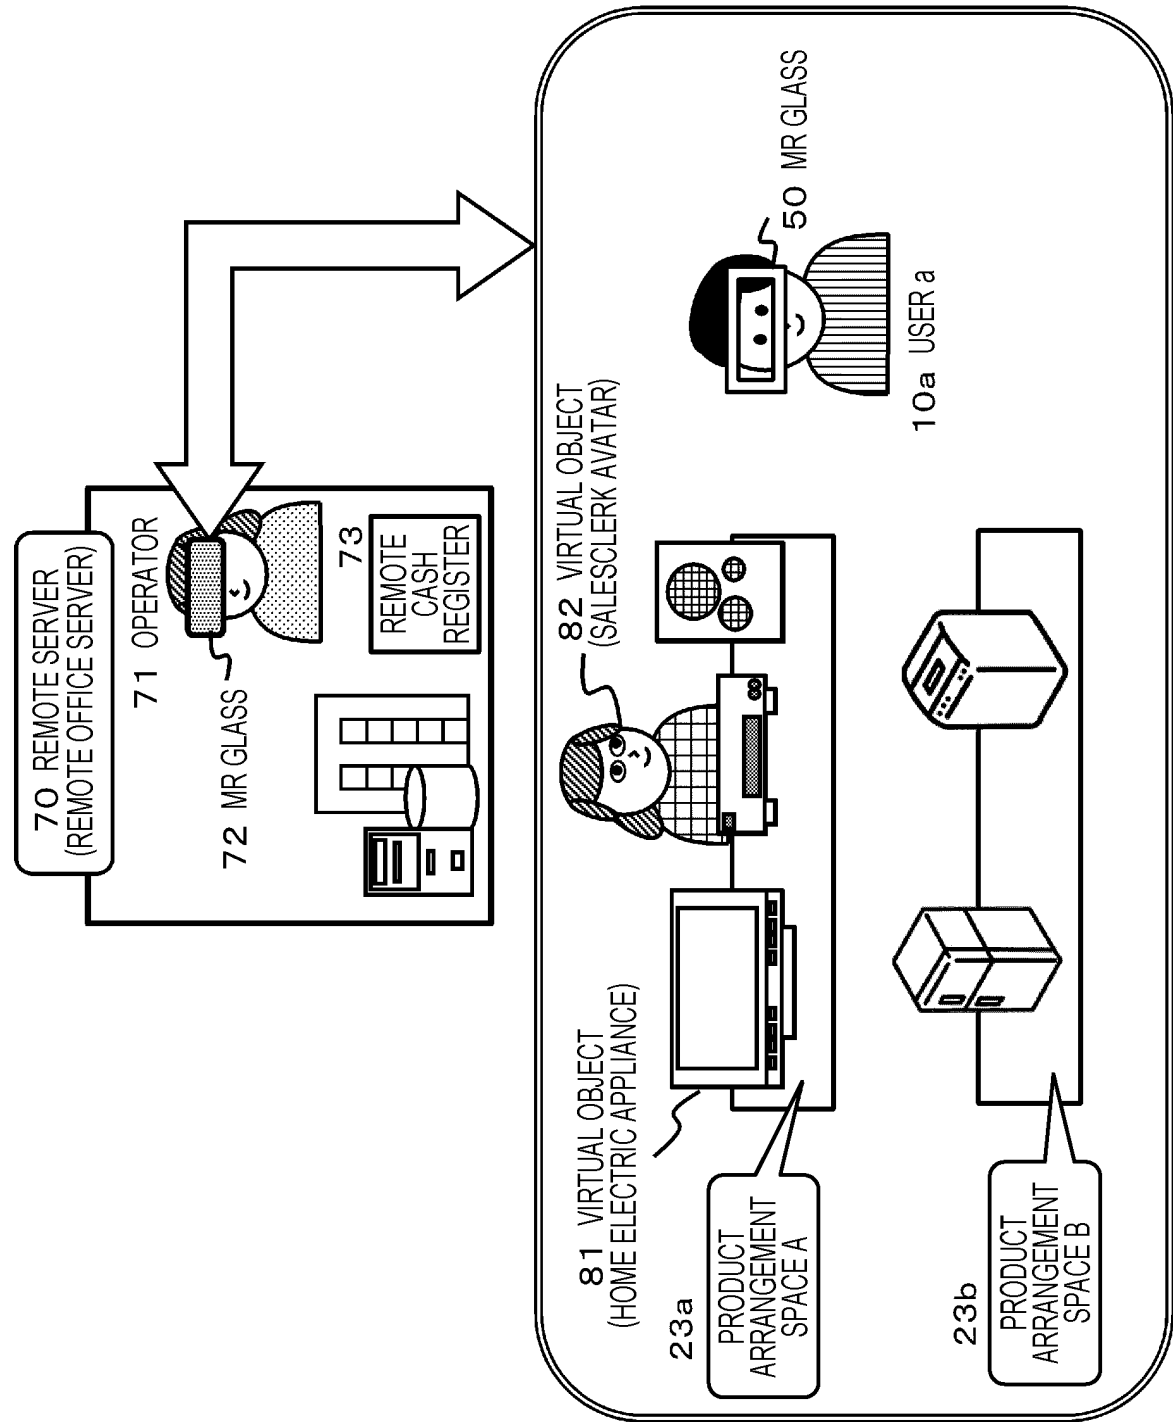 70 REMOTE SERVER
(REMOTE OFFICE SERVER)
71 OPERATOR
72 MR GLASS
73
REMOTE
CASH
REGISTER
81 VIRTUAL OBJECT
(HOME ELECTRIC APPLIANCE)
82 VIRTUAL OBJECT
(SALESCLERK AVATAR)
50 MR GLASS
10a USER a
23a
PRODUCT
ARRANGEMENT
SPACE A
23b
PRODUCT
ARRANGEMENT
SPACE B